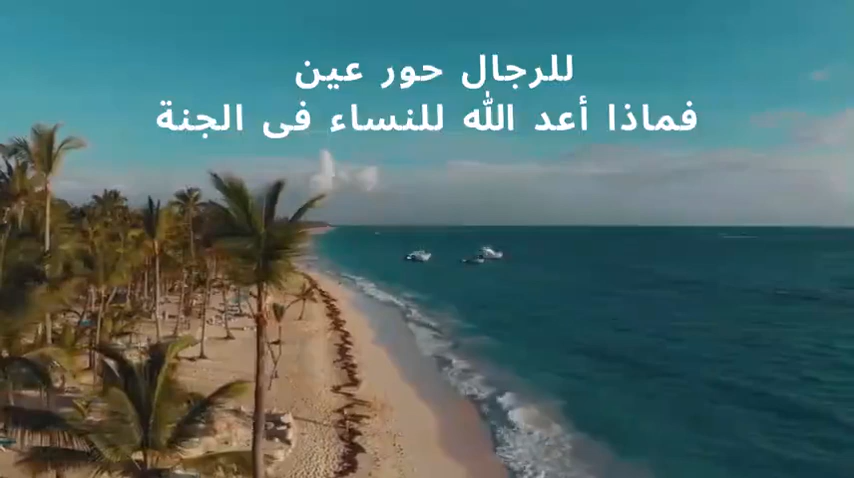 للرجال حور عين
فماذا أعد الله للنساء فى الجنة